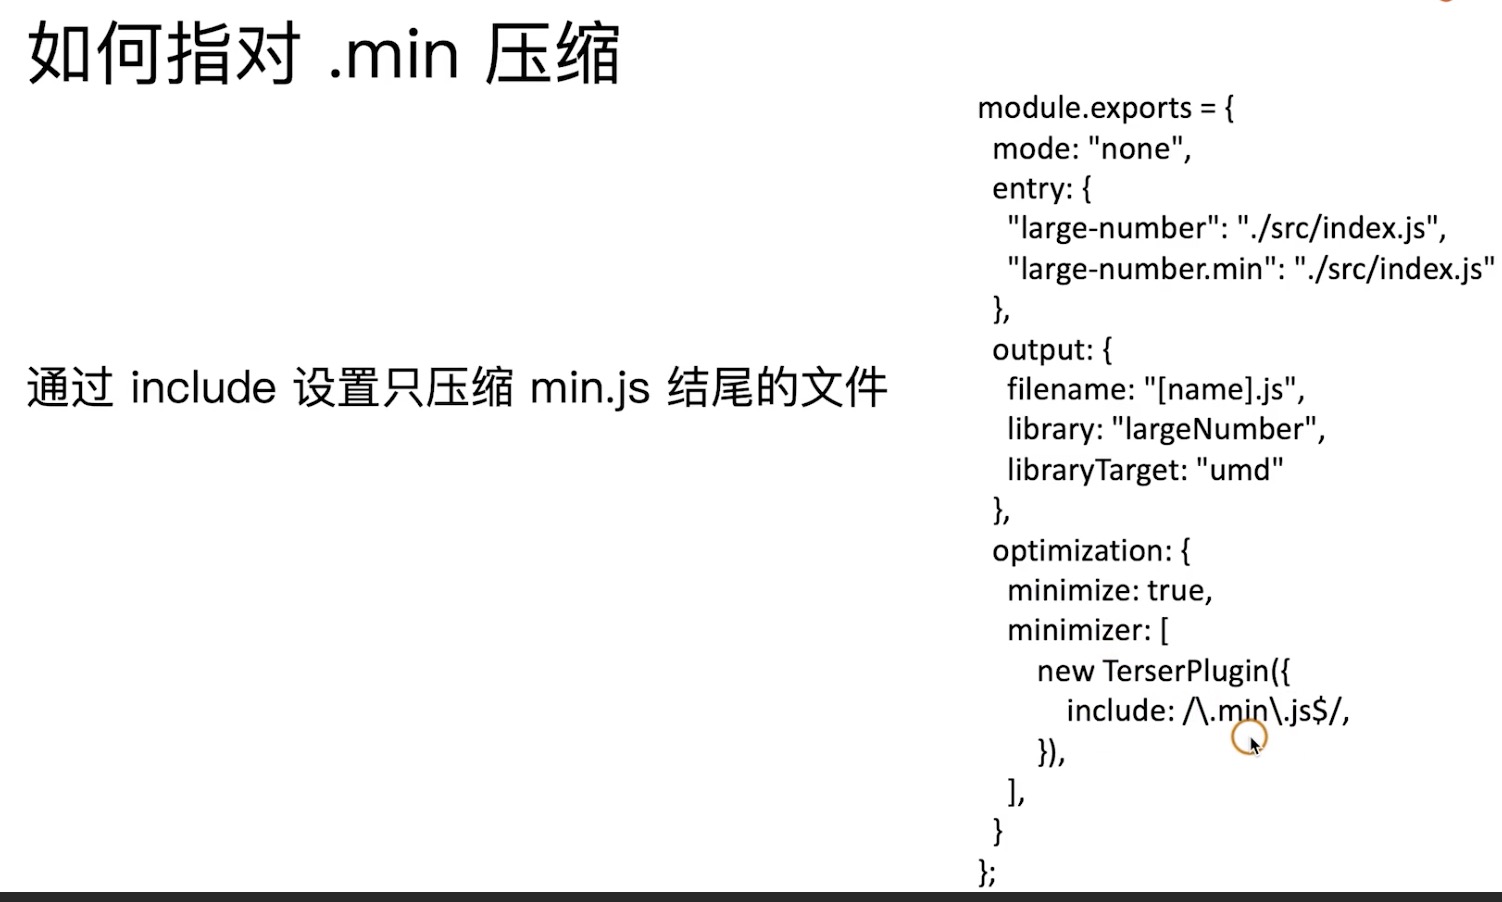 如何指对 .min 压缩
通过 include 设置只压缩 min.js 结尾的文件
module.exports = {
mode: "none",
entry: {
"large-number": "./src/index.js",
"large-number.min": "./src/index.js"
},
output: {
filename: "[name].js",
library: "largeNumber",
libraryTarget: "umd"
},
optimization: {
minimize: true,
minimizer: [
new TerserPlugin({
include: /\.min\.js$/,
}),
],
}
};